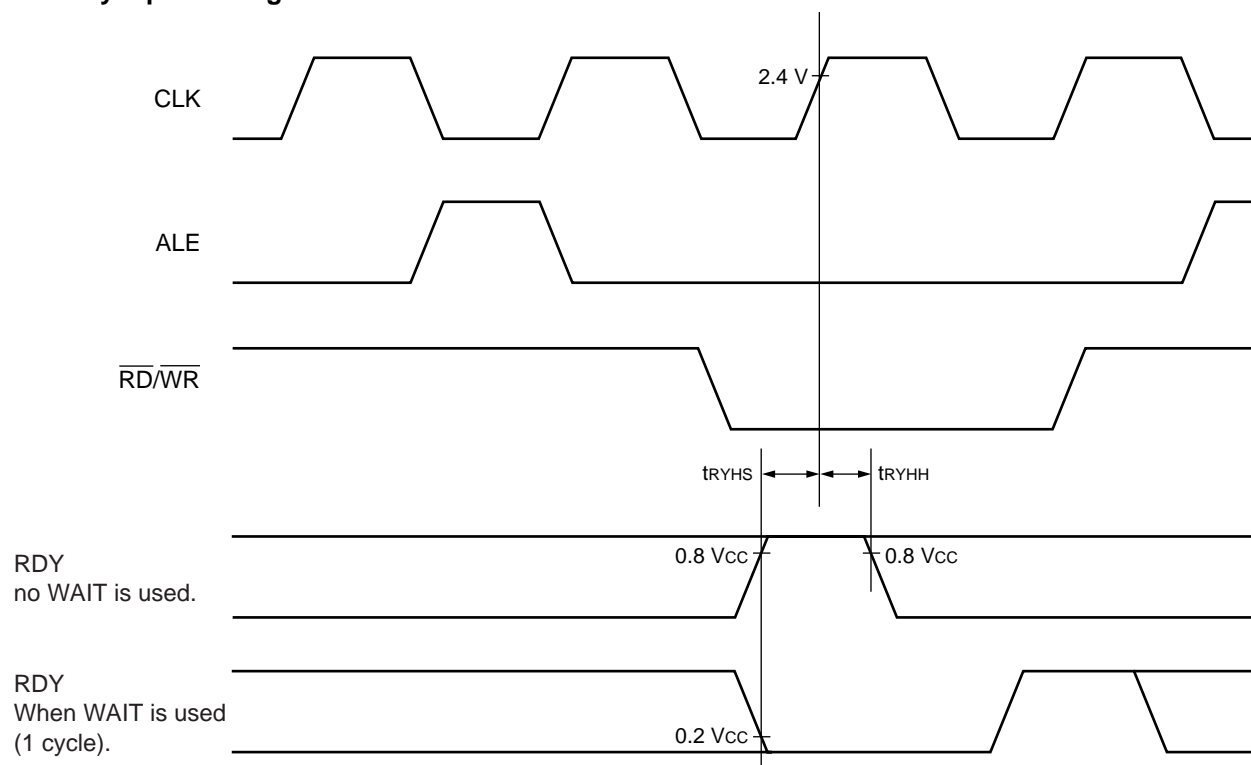 CLK
2.4 V
ALE
RD/WR
tRYHS
tRYHH
RDY
no WAIT is used.
0.8 VCC
0.8 VCC
RDY
When WAIT is used
(1 cycle).
0.2 VCC